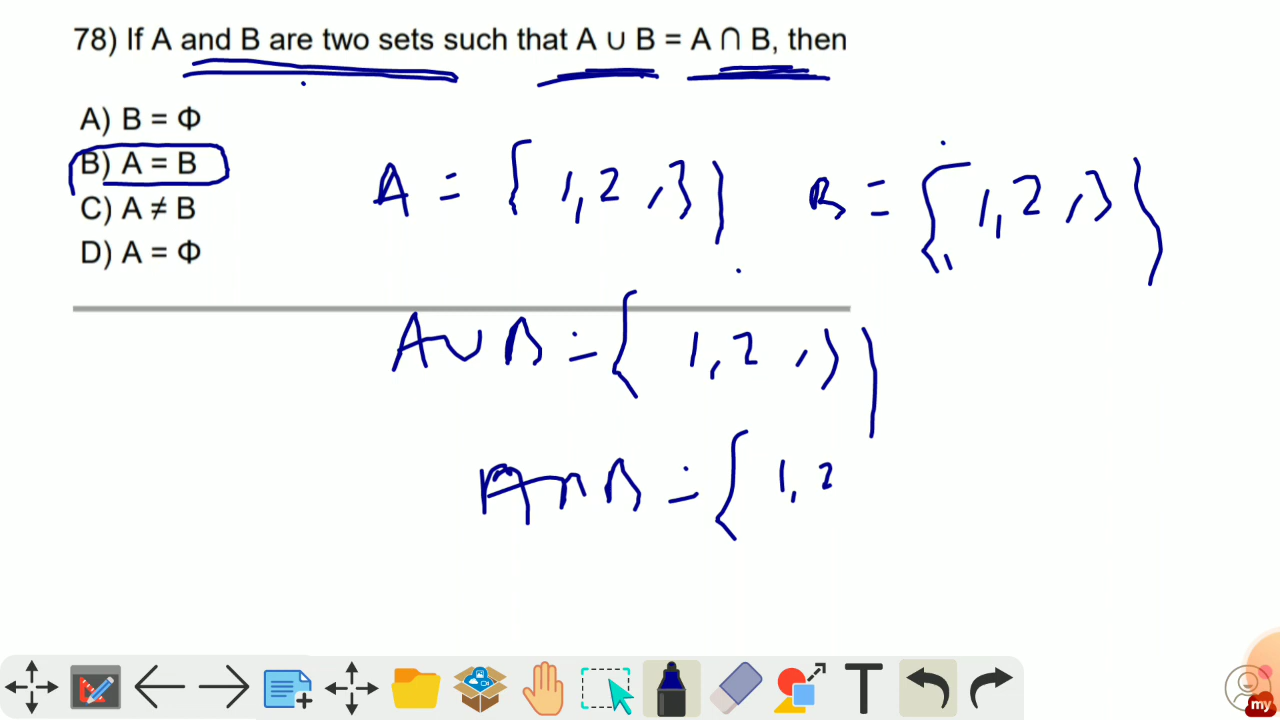 78) If A and B are two sets such that A ∪ B = A ∩ B, then
A) B = Φ
B) A = B
C) A ≠ B
D) A = Φ
A = { 1, 2 , 3 } B = { 1, 2 , 3 }
A ∪ B = { 1, 2 , 3 }
A ∩ B = { 1, 2
T
my